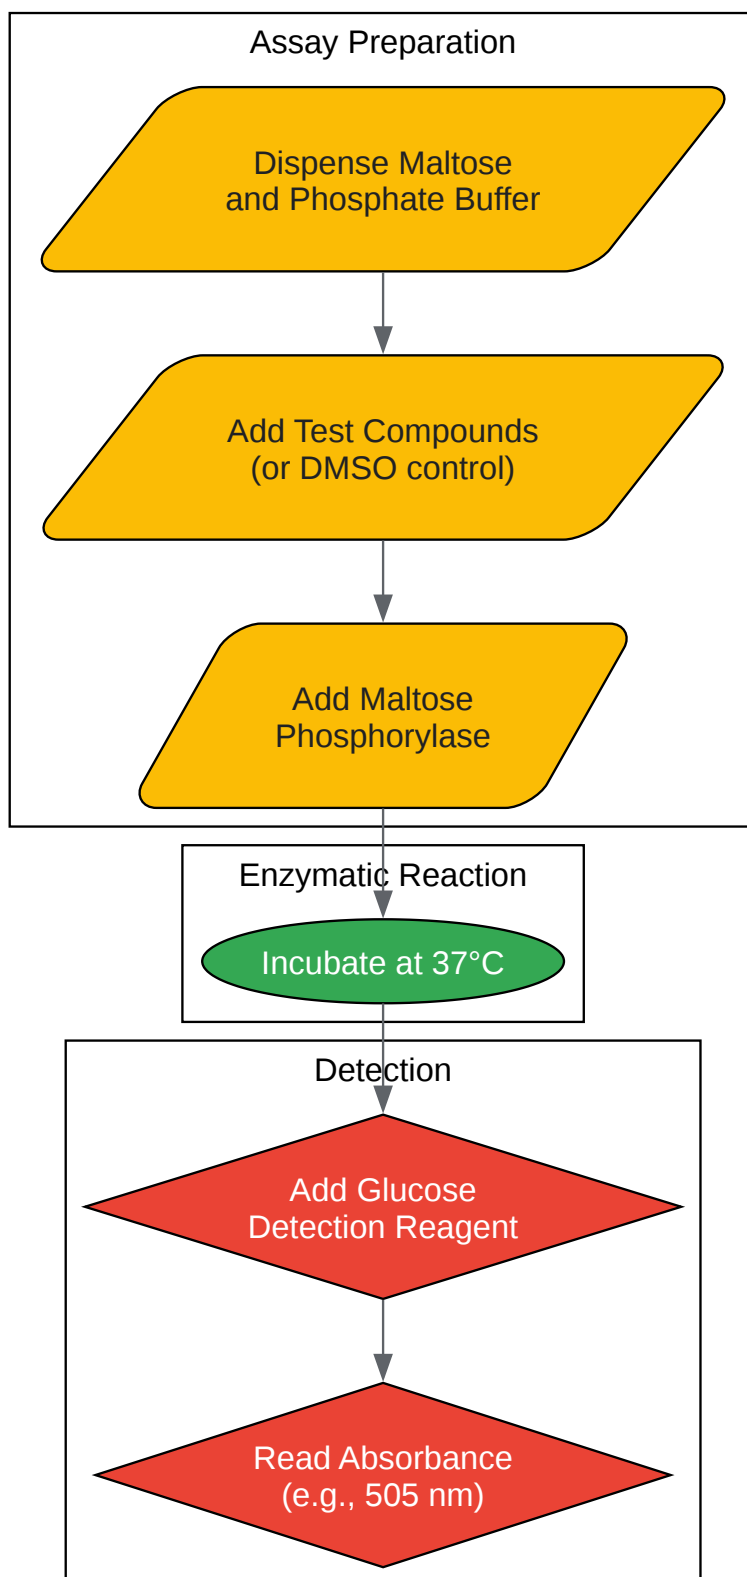 Assay Preparation
Dispense Maltose
and Phosphate Buffer
Add Test Compounds
(or DMSO control)
Add Maltose
Phosphorylase
Enzymatic Reaction
Incubate at 37°C
Detection
Add Glucose
Detection Reagent
Read Absorbance
(e.g., 505 nm)